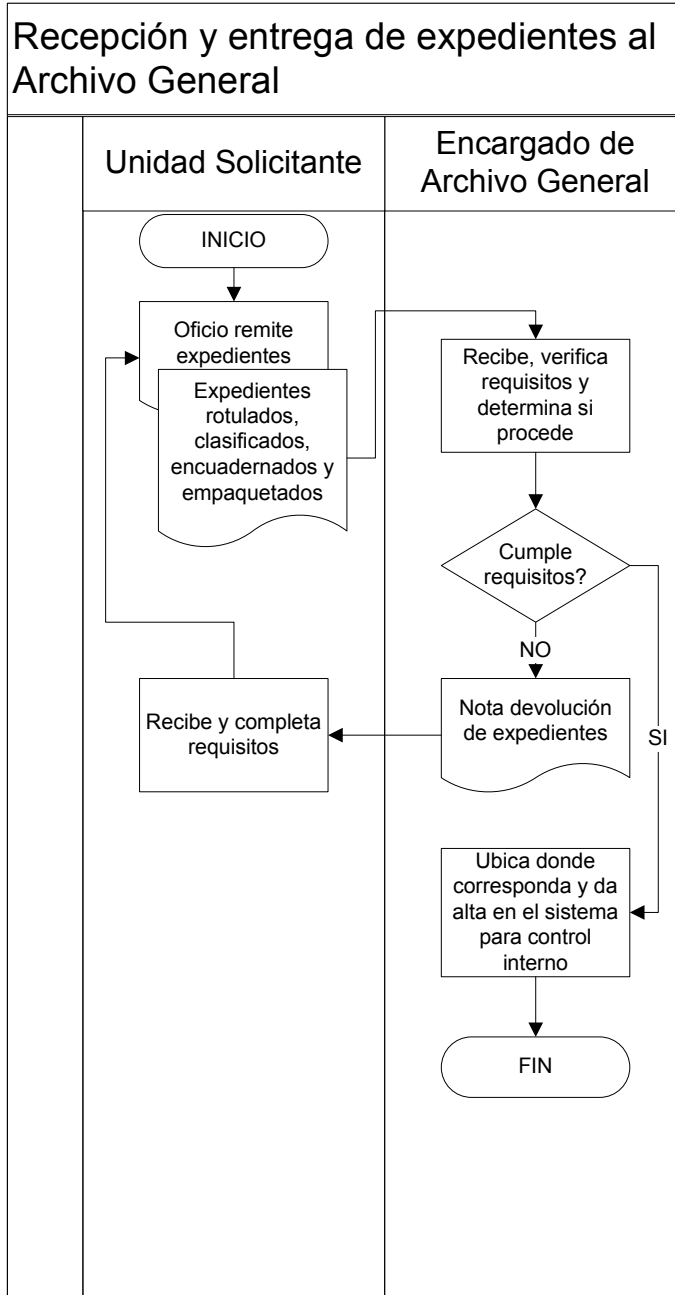 Recepción y entrega de expedientes al
Archivo General
Unidad Solicitante
Encargado de
Archivo General
INICIO
Oficio remite
expedientes
Expedientes
rotulados,
clasificados,
encuadernados y
empaquetados
Recibe, verifica
requisitos y
determina si
procede
Cumple
requisitos?
NO
SI
Nota devolución
de expedientes
Recibe y completa
requisitos
Ubica donde
corresponda y da
alta en el sistema
para control
interno
FIN